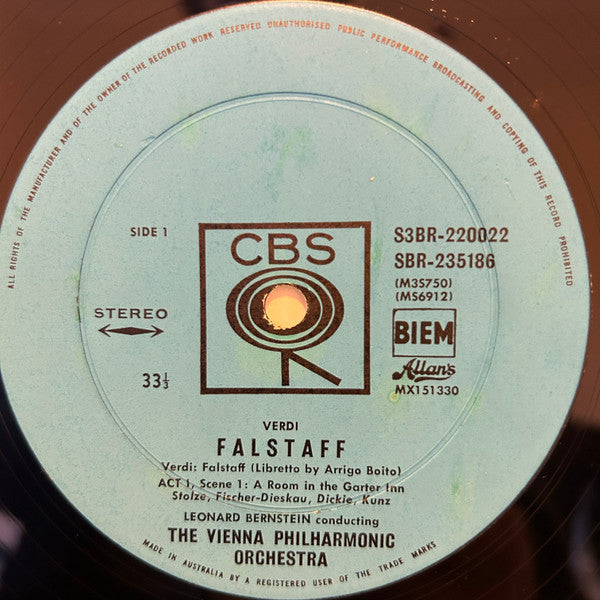 ALL RIGHTS OF THE MANUFACTURER AND OF THE OWNER OF THE RECORDED WORK RESERVED UNAUTHORISED PUBLIC PERFORMANCE BROADCASTING AND COPYING OF THIS RECORD PROHIBITED
SIDE 1
CBS
S3BR-220022
SBR-235186
(M3S750)
(MS6912)
STEREO
BIEM
33⅓
Allan's
MX151330
VERDI
FALSTAFF
Verdi: Falstaff (Libretto by Arrigo Boito)
ACT 1, Scene 1: A Room in the Garter Inn
Stolze, Fischer-Dieskau, Dickie, Kunz
LEONARD BERNSTEIN conducting
THE VIENNA PHILHARMONIC
ORCHESTRA
MADE IN AUSTRALIA BY A REGISTERED USER OF THE TRADE MARKS